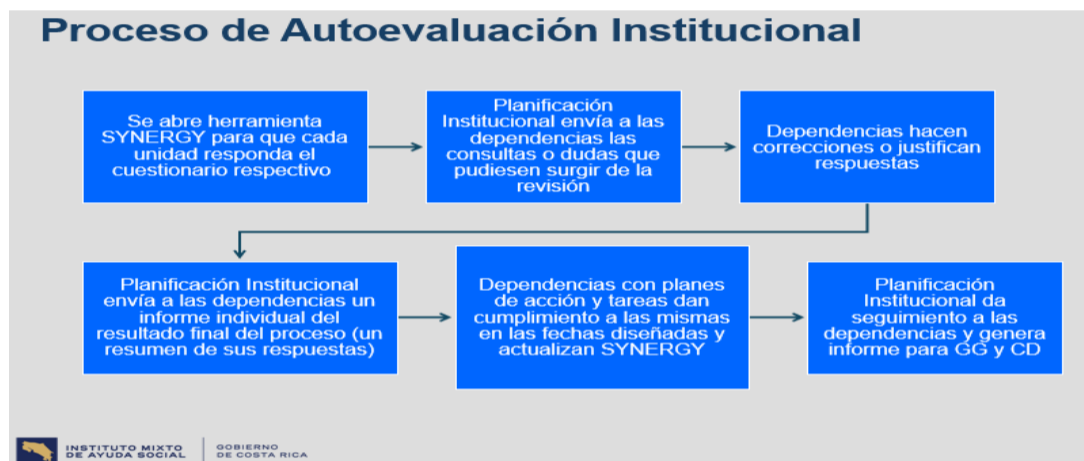 Proceso de Autoevaluación Institucional
Se abre herramienta
SYNERGY para que cada
unidad responda el
cuestionario respectivo
Planificación
Institucional envía a las
dependencias las
consultas o dudas que
pudiesen surgir de la
revisión
Dependencias hacen
correcciones o justifican
respuestas
Planificación Institucional
envía a las dependencias un
informe individual del
resultado final del proceso (un
resumen de sus respuestas)
Dependencias con planes
de acción y tareas dan
cumplimiento a las mismas
en las fechas diseñadas y
actualizan SYNERGY
Planificación
Institucional da
seguimiento a las
dependencias y genera
informe para GG y CD
INSTITUTO MIXTO
DE AYUDA SOCIAL
GOBIERNO
DE COSTA RICA